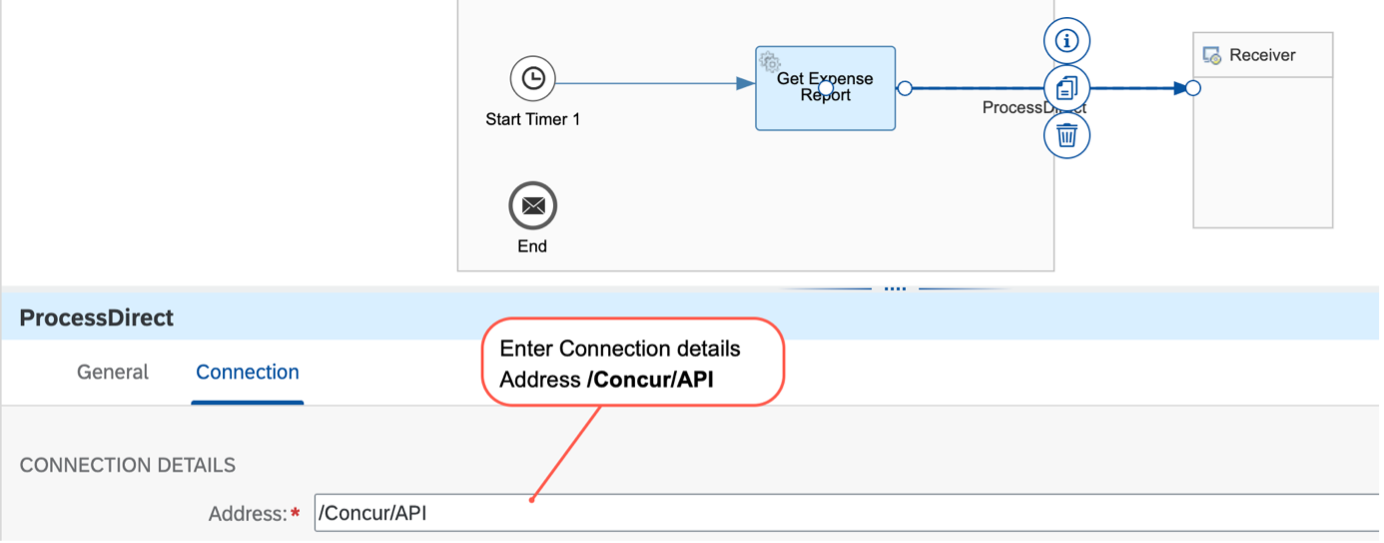 Receiver
Get Expense
Report
ProcessDirect
Start Timer 1
End
ProcessDirect
Enter Connection details
Address /Concur/API
General
Connection
CONNECTION DETAILS
Address:*
/Concur/API